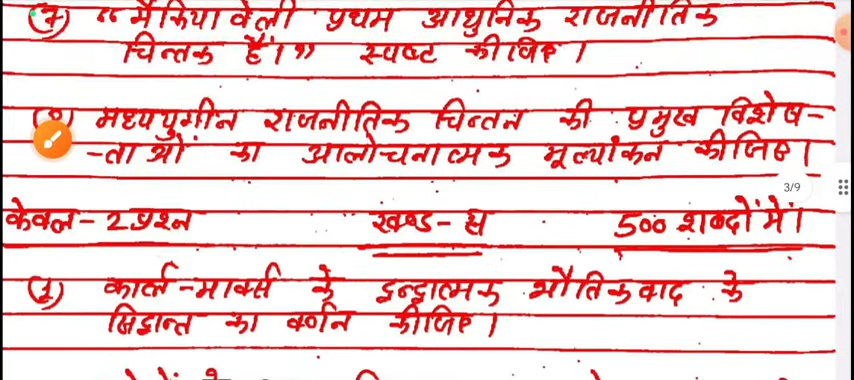 (7) "मैकियावेली प्रथम आधुनिक राजनीतिक
चिन्तक हैं।" स्पष्ट कीजिए।
मध्ययुगीन राजनीतिक चिन्तन की प्रमुख विशेष-
-ताओं का आलोचनात्मक मूल्यांकन कीजिए।
3/9
केवल-2 प्रश्न खण्ड-स 500 शब्दों में।
(1) कार्ल-मार्क्स के द्वन्द्वात्मक भौतिकवाद के
सिद्धान्त का वर्णन कीजिए।